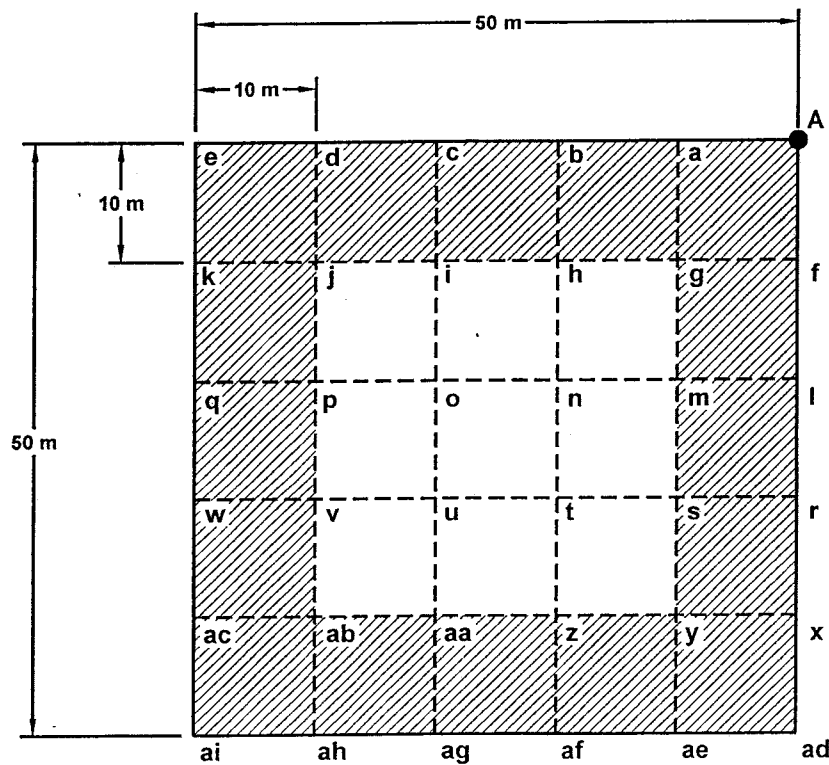 50 m
10 m
A
e d c b a
10 m
k j i h g f
q p o n m l
50 m
w v u t s r
ac ab aa z y x
ai ah ag af ae ad